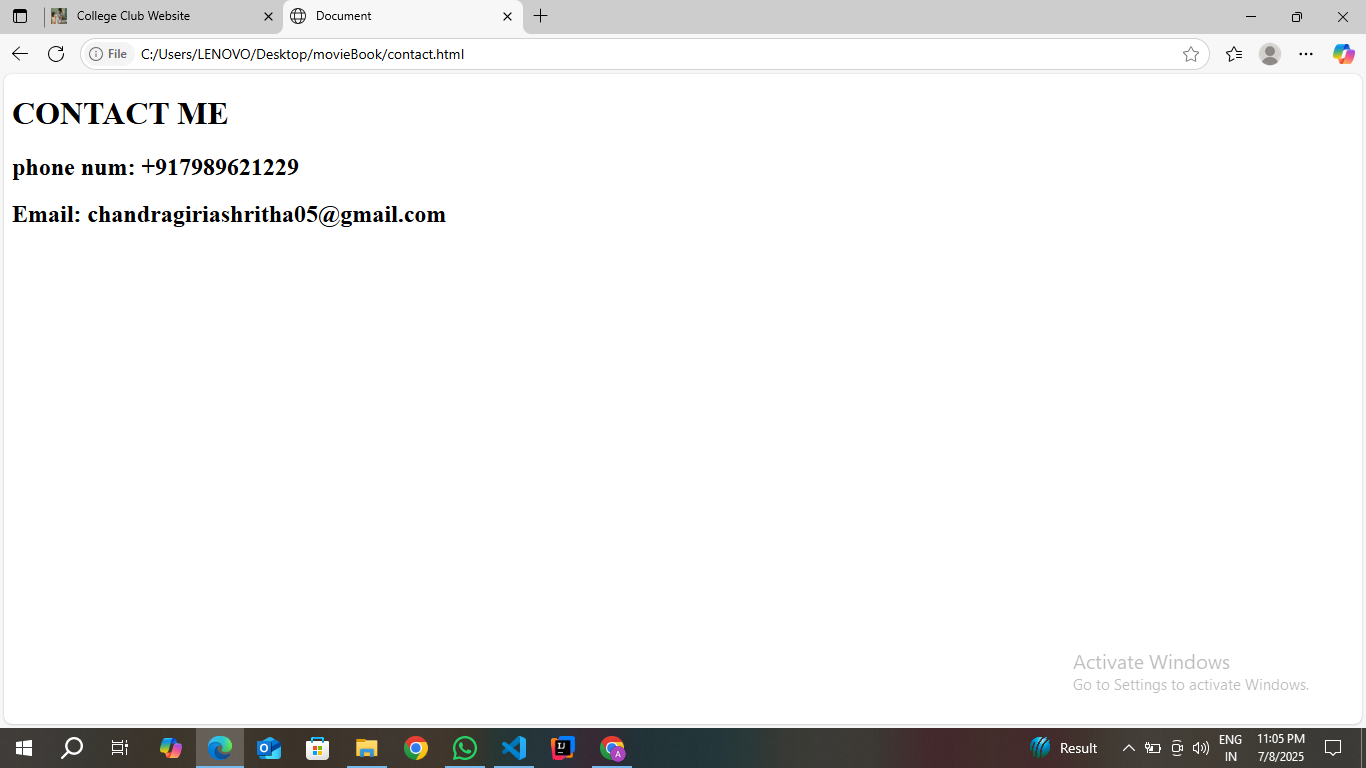 College Club Website
Document
File
C:/Users/LENOVO/Desktop/movieBook/contact.html
CONTACT ME
phone num: +917989621229
Email: chandragiriashritha05@gmail.com
Activate Windows
Go to Settings to activate Windows.
Result
ENG
IN
11:05 PM
7/8/2025